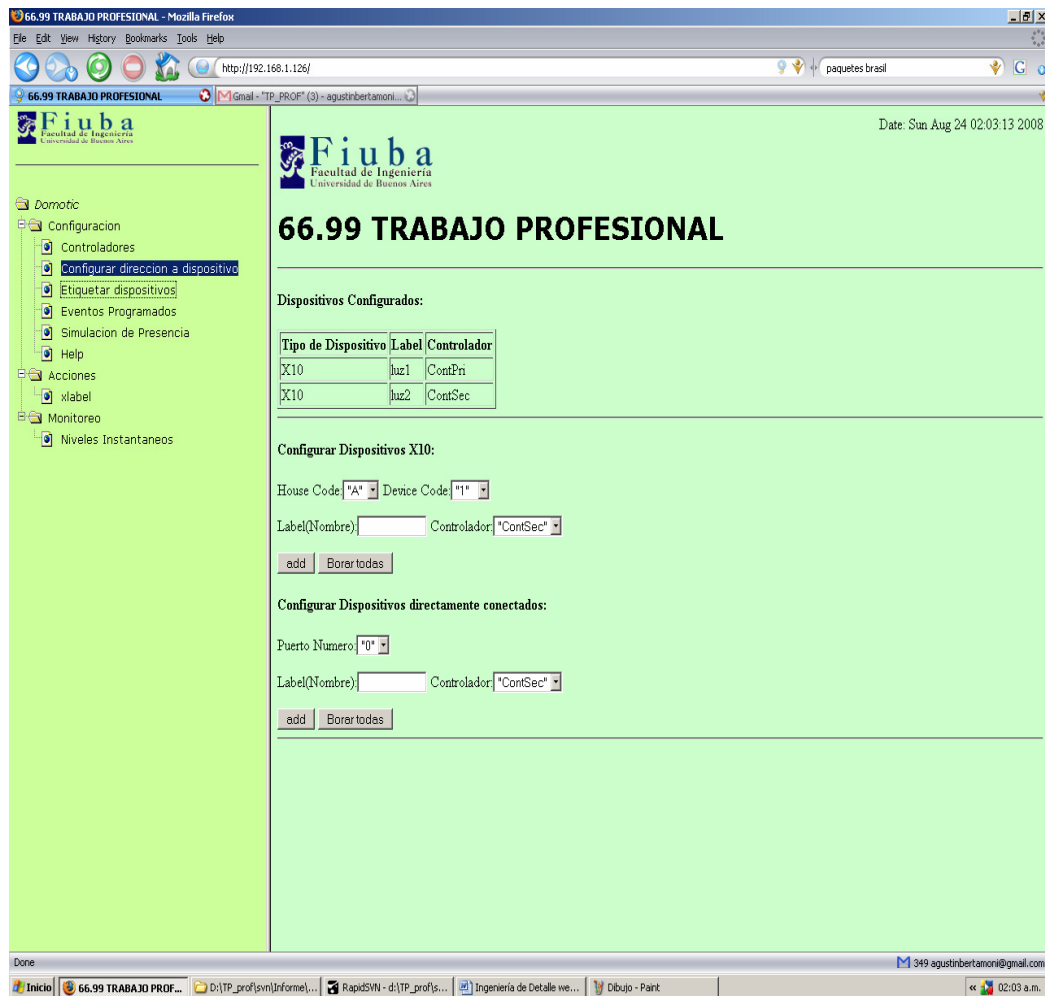 66.99 TRABAJO PROFESIONAL - Mozilla Firefox
File Edit View History Bookmarks Tools Help
http://192.168.1.126/
paquetes brasil
66.99 TRABAJO PROFESIONAL
Gmail - "TP_PROF" (3) - agustinbertamoni...
Fiuba
Facultad de Ingeniería
Universidad de Buenos Aires
Domotic
Configuracion
Controladores
Configurar direccion a dispositivo
Etiquetar dispositivos
Eventos Programados
Simulacion de Presencia
Help
Acciones
xlabel
Monitoreo
Niveles Instantaneos
Date: Sun Aug 24 02:03:13 2008
Fiuba
Facultad de Ingeniería
Universidad de Buenos Aires
66.99 TRABAJO PROFESIONAL
Dispositivos Configurados:
Tipo de Dispositivo Label Controlador
X10 luz1 ContPri
X10 luz2 ContSec
Configurar Dispositivos X10:
House Code: "A" Device Code: "1"
Label(Nombre): Controlador: "ContSec"
add Borar todas
Configurar Dispositivos directamente conectados:
Puerto Numero: "0"
Label(Nombre): Controlador: "ContSec"
add Borar todas
Done
349 agustinbertamoni@gmail.com
Inicio 66.99 TRABAJO PROF... D:\TP_prof\svn\Informe\... RapidSVN - d:\TP_prof\s... Ingeniería de Detalle we... Dibujo - Paint « 02:03 a.m.